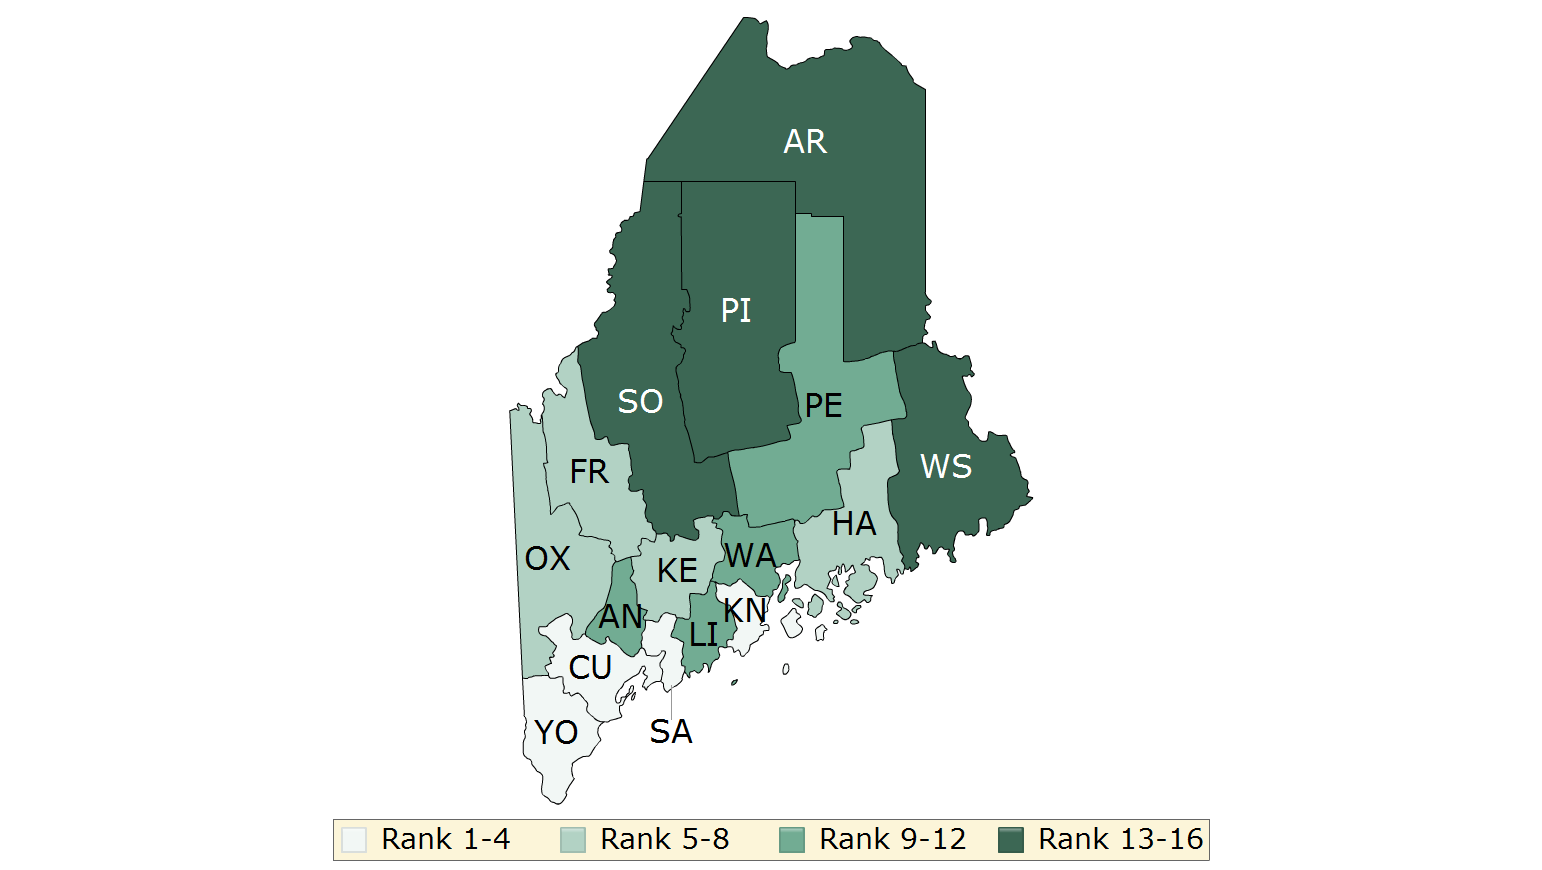 AR
PI
SO
PE
WS
FR
HA
OX
WA
KE
KN
AN
LI
CU
YO
SA
Rank 1-4 Rank 5-8 Rank 9-12 Rank 13-16